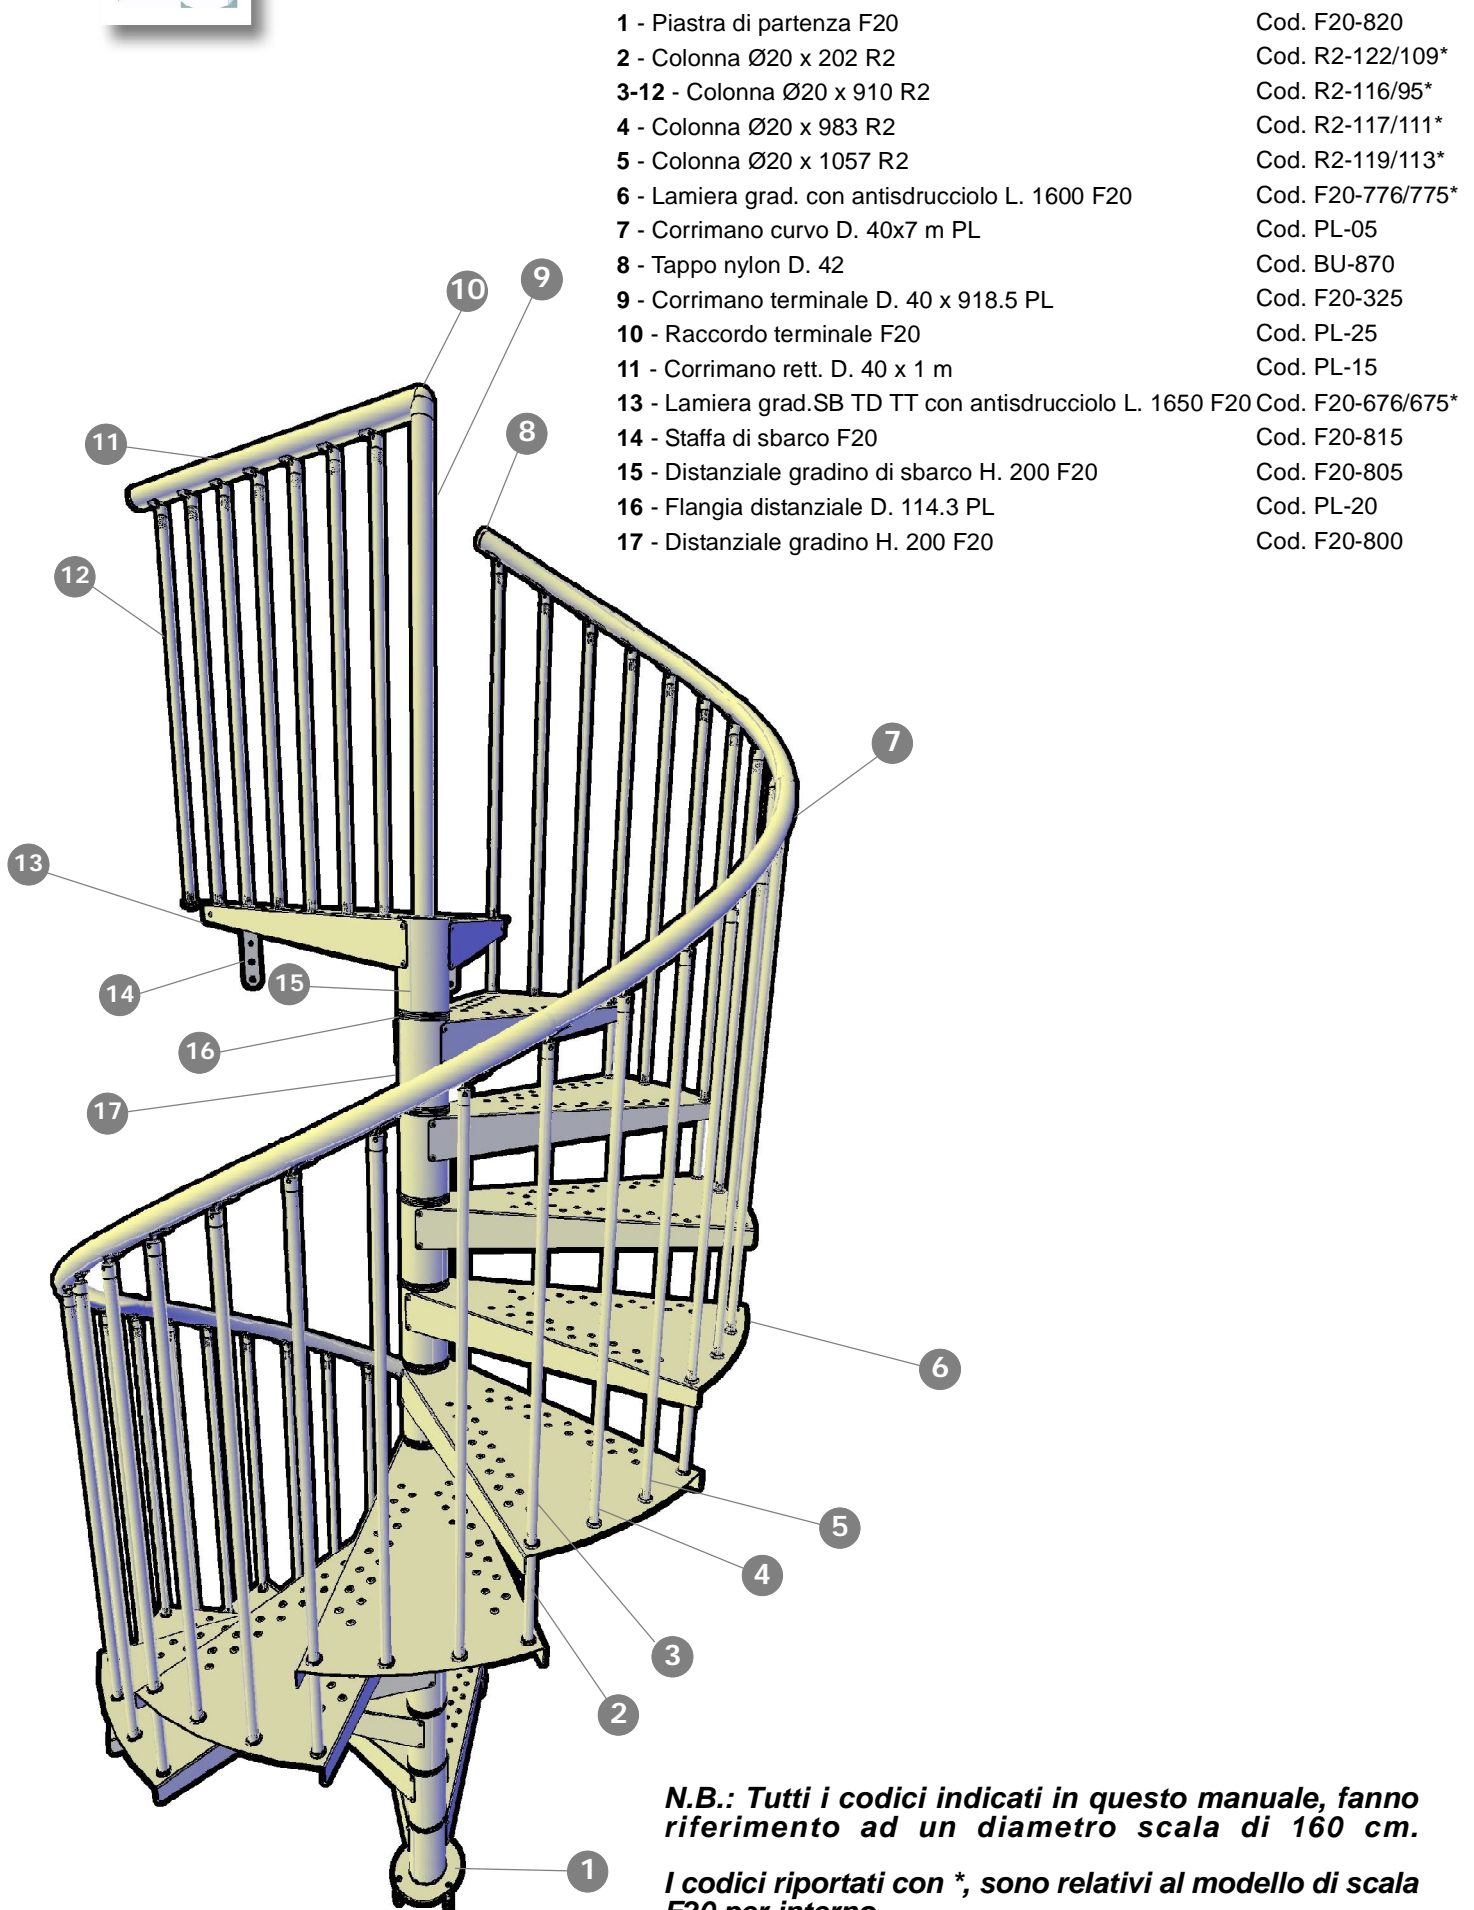 1 - Piastra di partenza F20 Cod. F20-820
2 - Colonna Ø20 x 202 R2 Cod. R2-122/109*
3-12 - Colonna Ø20 x 910 R2 Cod. R2-116/95*
4 - Colonna Ø20 x 983 R2 Cod. R2-117/111*
5 - Colonna Ø20 x 1057 R2 Cod. R2-119/113*
6 - Lamiera grad. con antisdrucciolo L. 1600 F20 Cod. F20-776/775*
7 - Corrimano curvo D. 40x7 m PL Cod. PL-05
8 - Tappo nylon D. 42 Cod. BU-870
9 - Corrimano terminale D. 40 x 918.5 PL Cod. F20-325
10 - Raccordo terminale F20 Cod. PL-25
11 - Corrimano rett. D. 40 x 1 m Cod. PL-15
13 - Lamiera grad.SB TD TT con antisdrucciolo L. 1650 F20 Cod. F20-676/675*
14 - Staffa di sbarco F20 Cod. F20-815
15 - Distanziale gradino di sbarco H. 200 F20 Cod. F20-805
16 - Flangia distanziale D. 114.3 PL Cod. PL-20
17 - Distanziale gradino H. 200 F20 Cod. F20-800
9
10
8
11
12
7
13
15
14
16
17
6
5
4
3
2
1
N.B.: Tutti i codici indicati in questo manuale, fanno
riferimento ad un diametro scala di 160 cm.
I codici riportati con *, sono relativi al modello di scala
F20 per interno